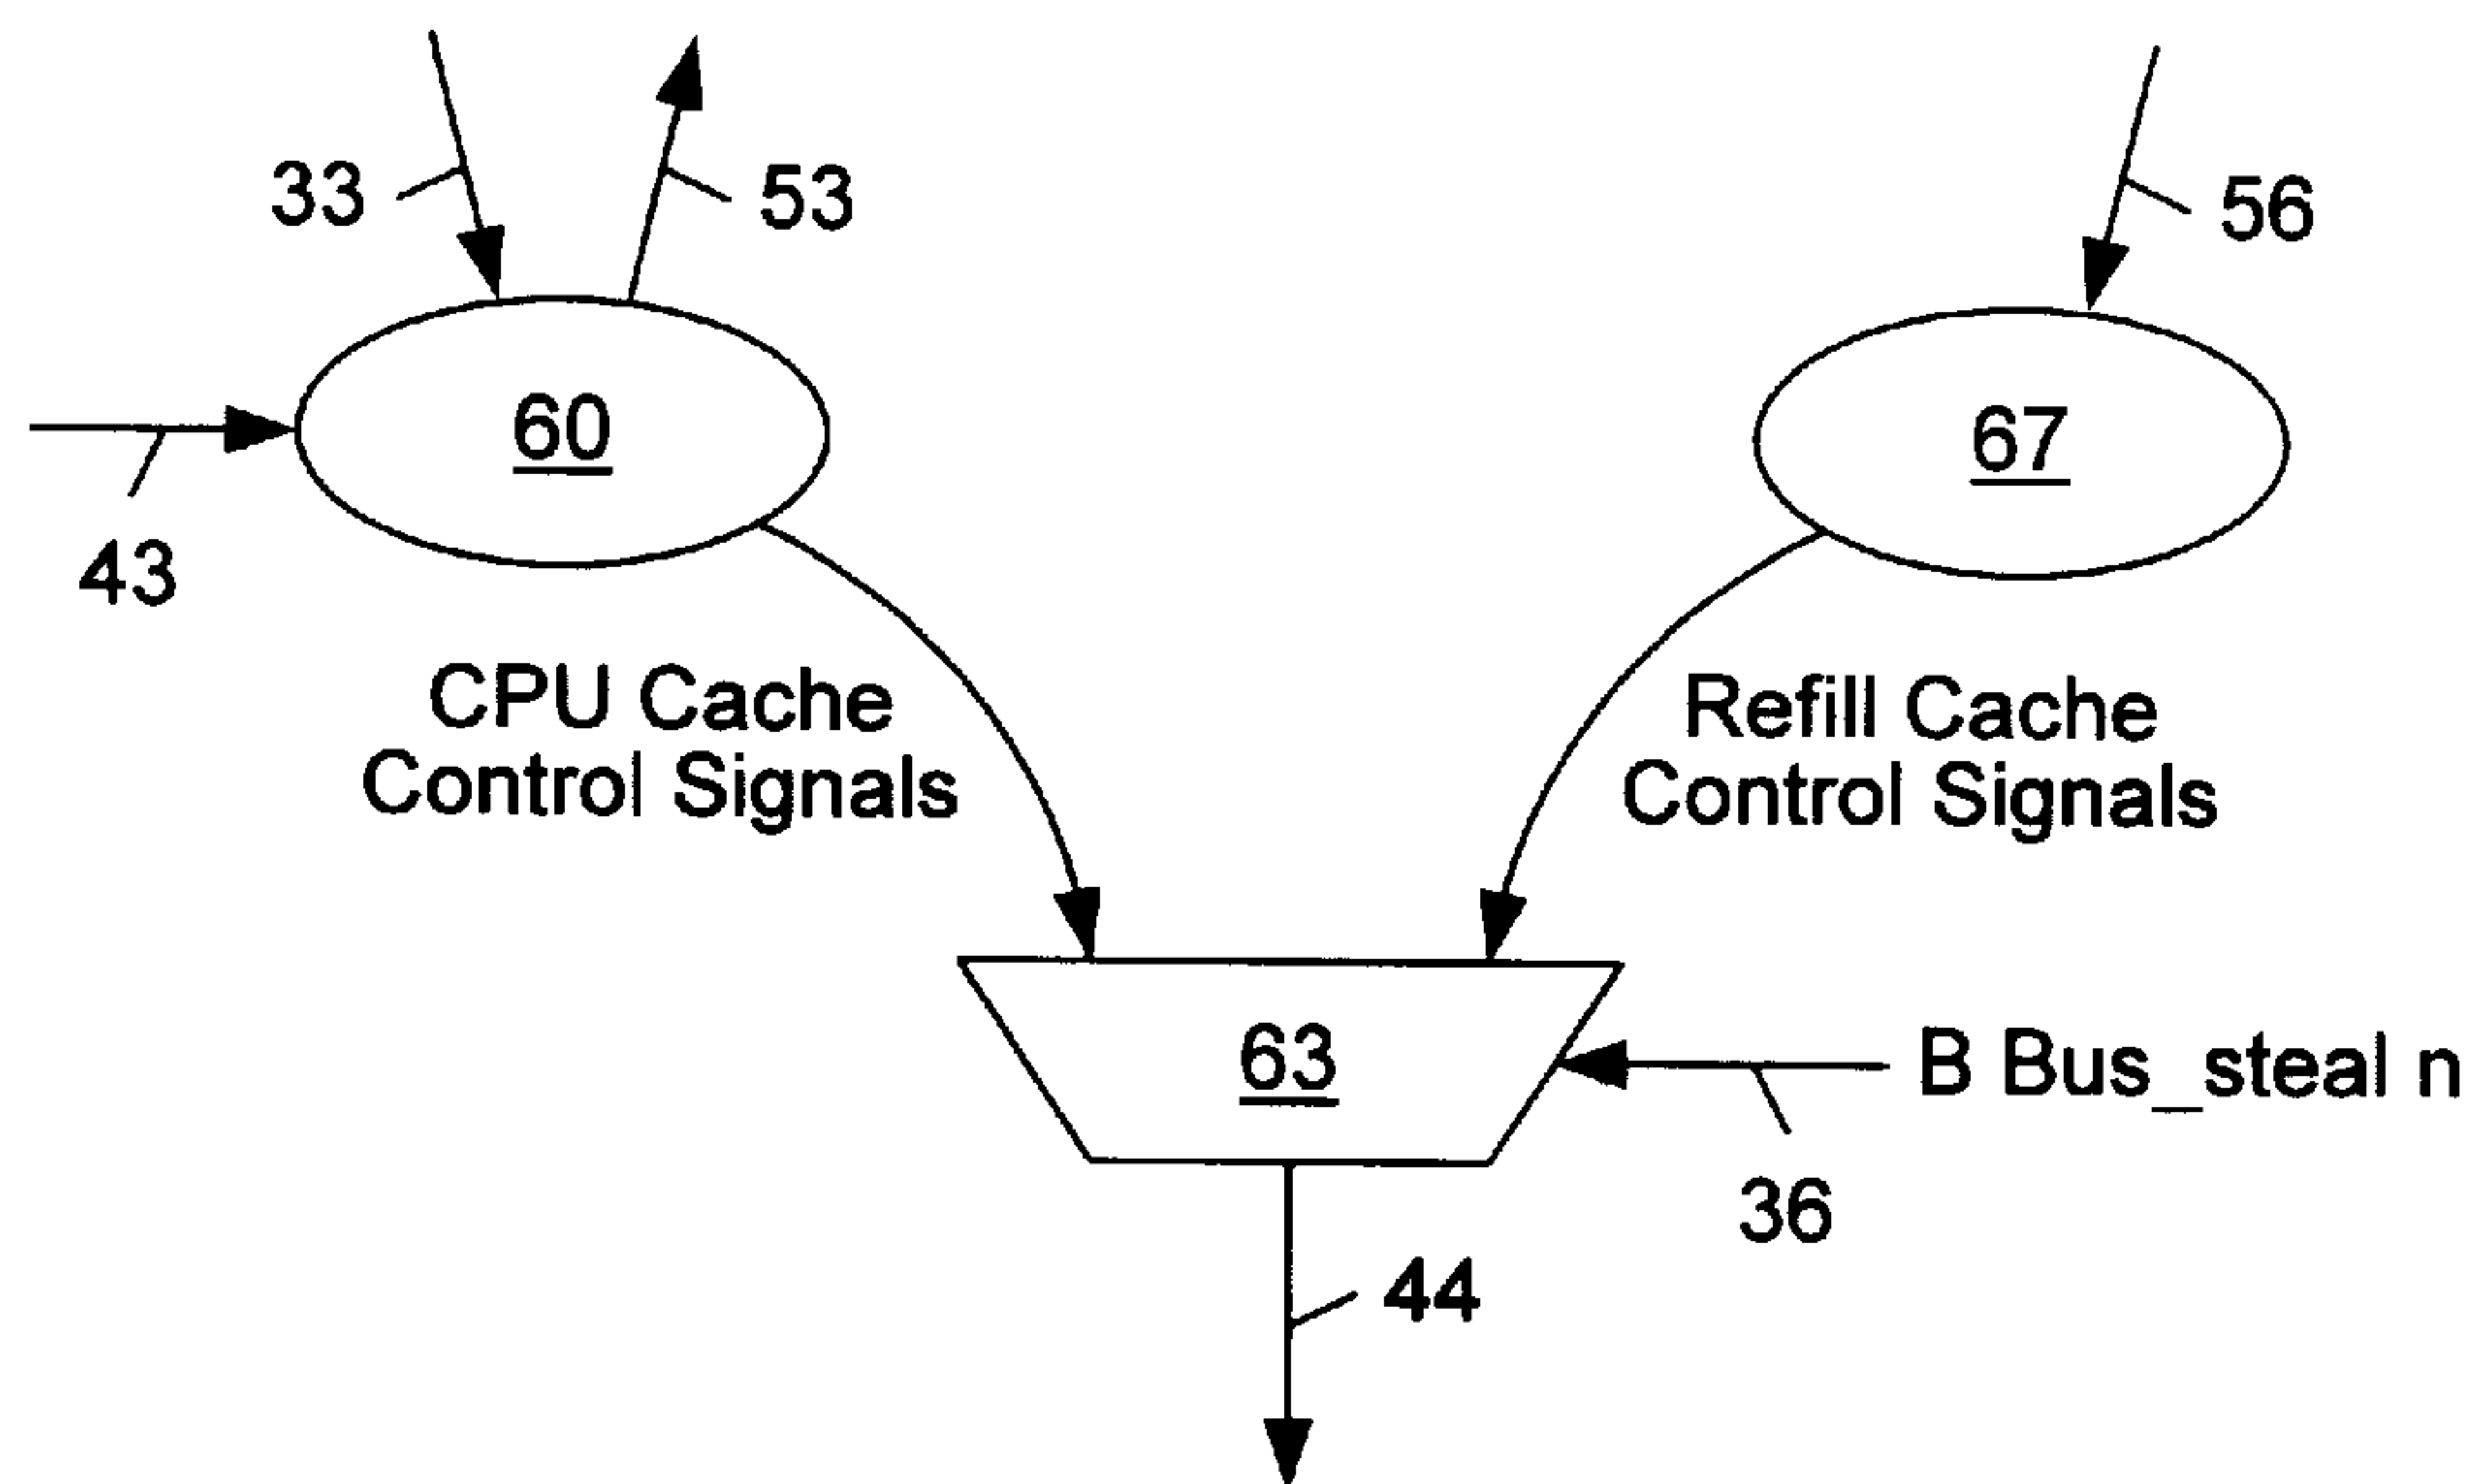 33
53
56
60
67
43
CPU Cache
Control Signals
Refill Cache
Control Signals
63
B Bus_steal n
36
44